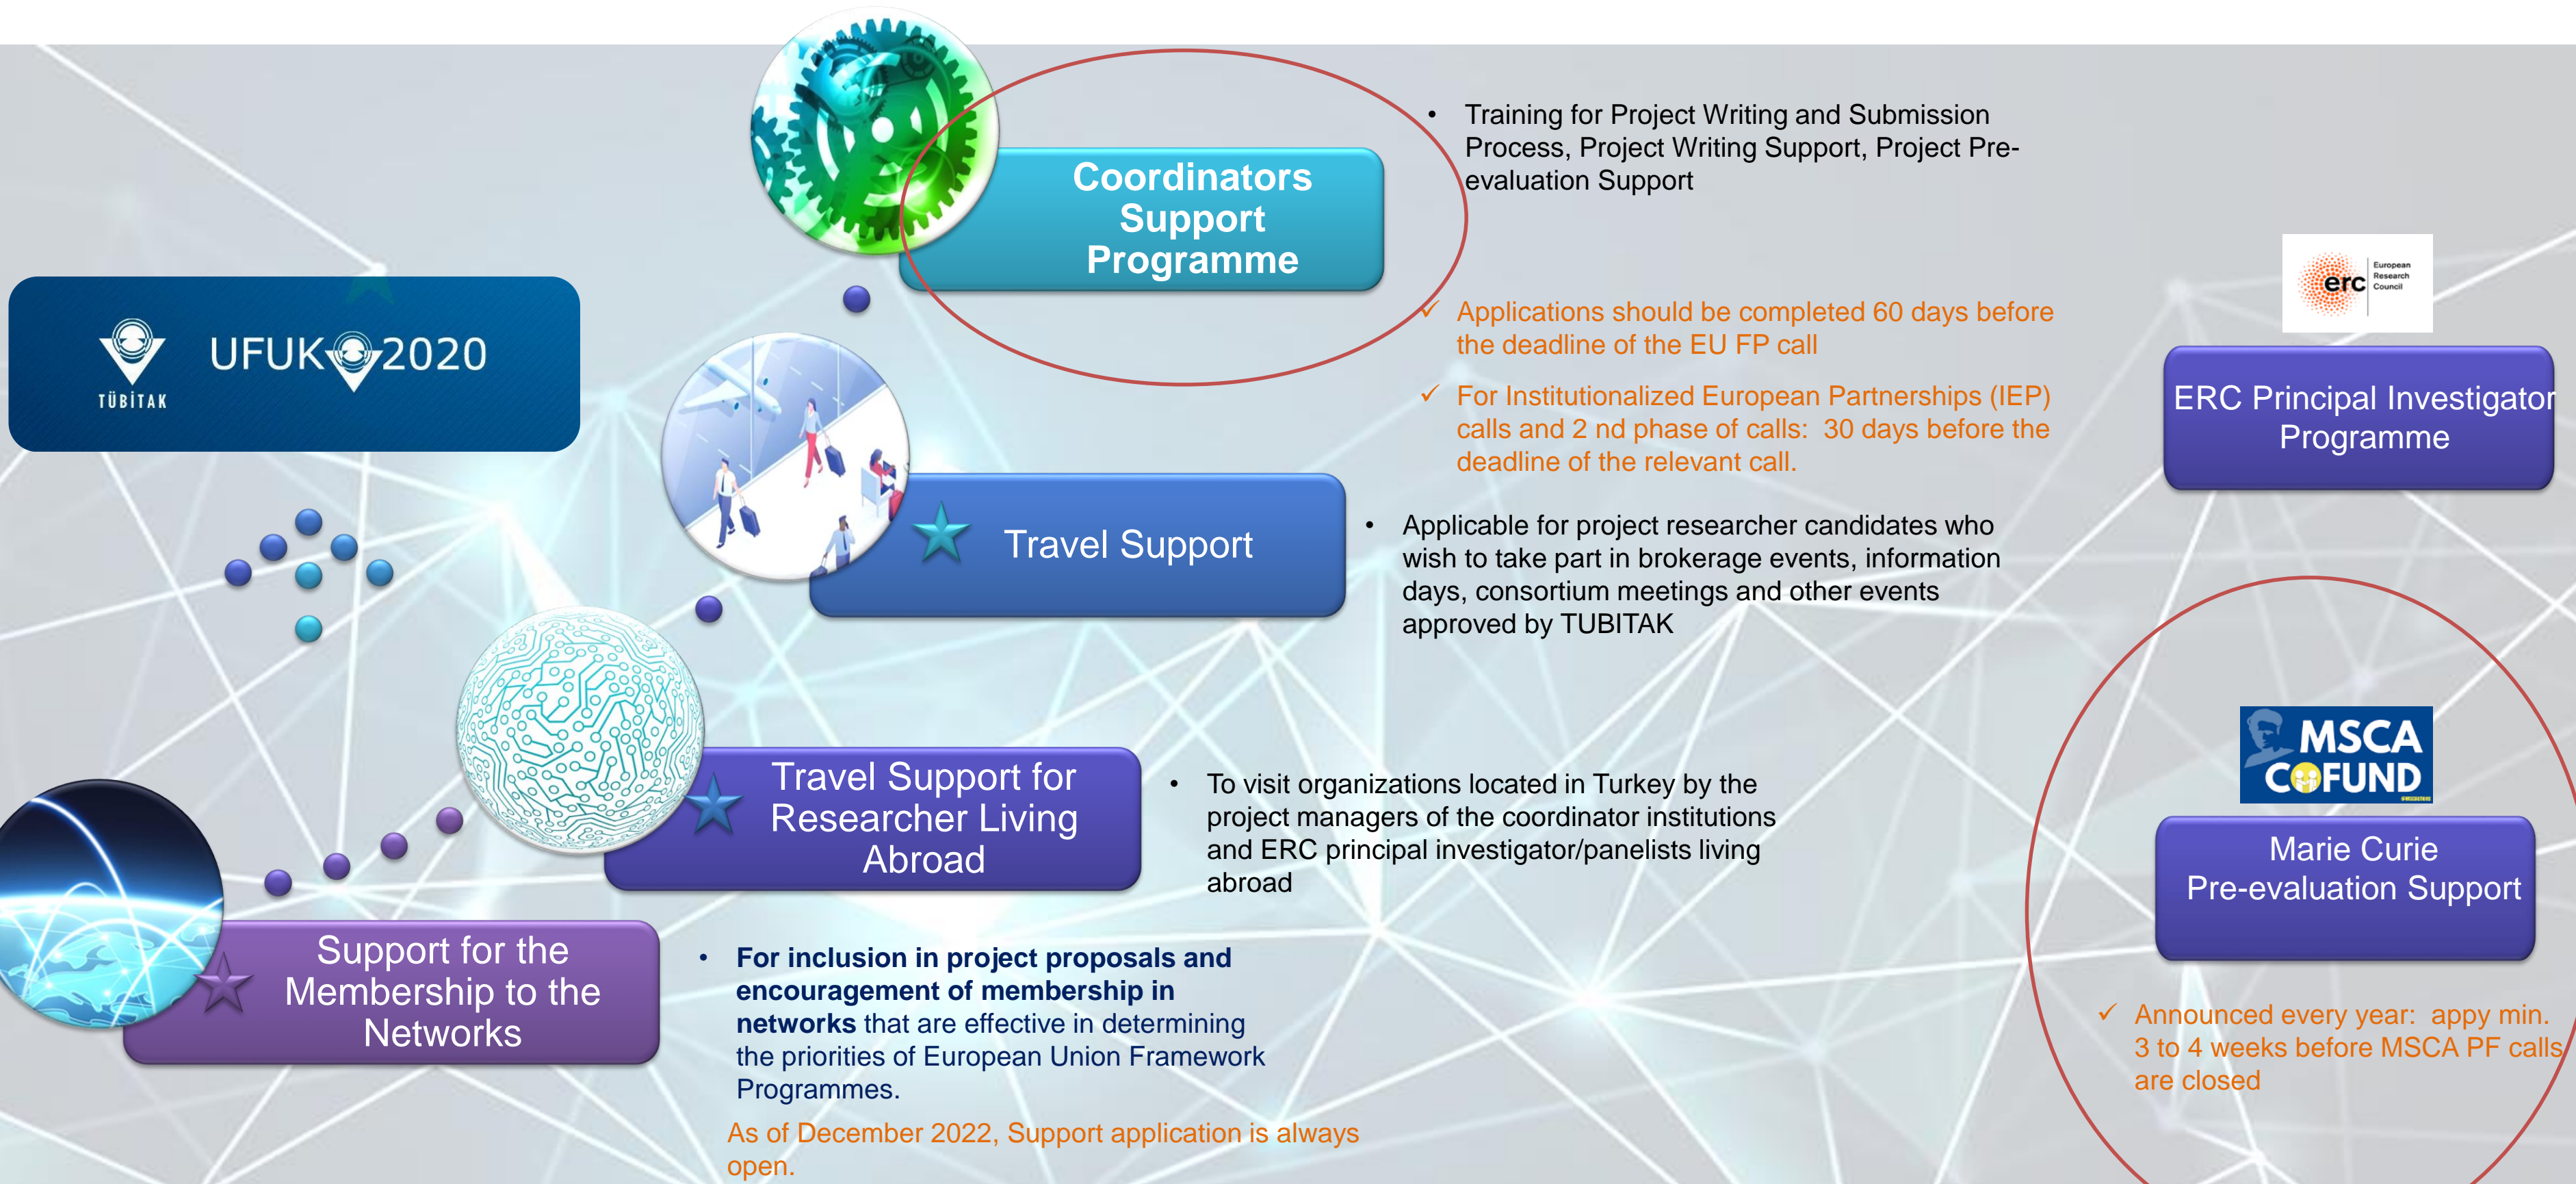 Coordinators
Support
Programme
• Training for Project Writing and Submission
Process, Project Writing Support, Project Pre-
evaluation Support
✓ Applications should be completed 60 days before
the deadline of the EU FP call
✓ For Institutionalized European Partnerships (IEP)
calls and 2 nd phase of calls: 30 days before the
deadline of the relevant call.
TÜBİTAK
UFUK 2020
Travel Support
• Applicable for project researcher candidates who
wish to take part in brokerage events, information
days, consortium meetings and other events
approved by TUBITAK
Travel Support for
Researcher Living
Abroad
• To visit organizations located in Turkey by the
project managers of the coordinator institutions
and ERC principal investigator/panelists living
abroad
Support for the
Membership to the
Networks
• For inclusion in project proposals and
encouragement of membership in
networks that are effective in determining
the priorities of European Union Framework
Programmes.
As of December 2022, Support application is always
open.
erc
European
Research
Council
ERC Principal Investigator
Programme
MSCA
COFUND
Marie Curie
Pre-evaluation Support
✓ Announced every year: appy min.
3 to 4 weeks before MSCA PF calls
are closed